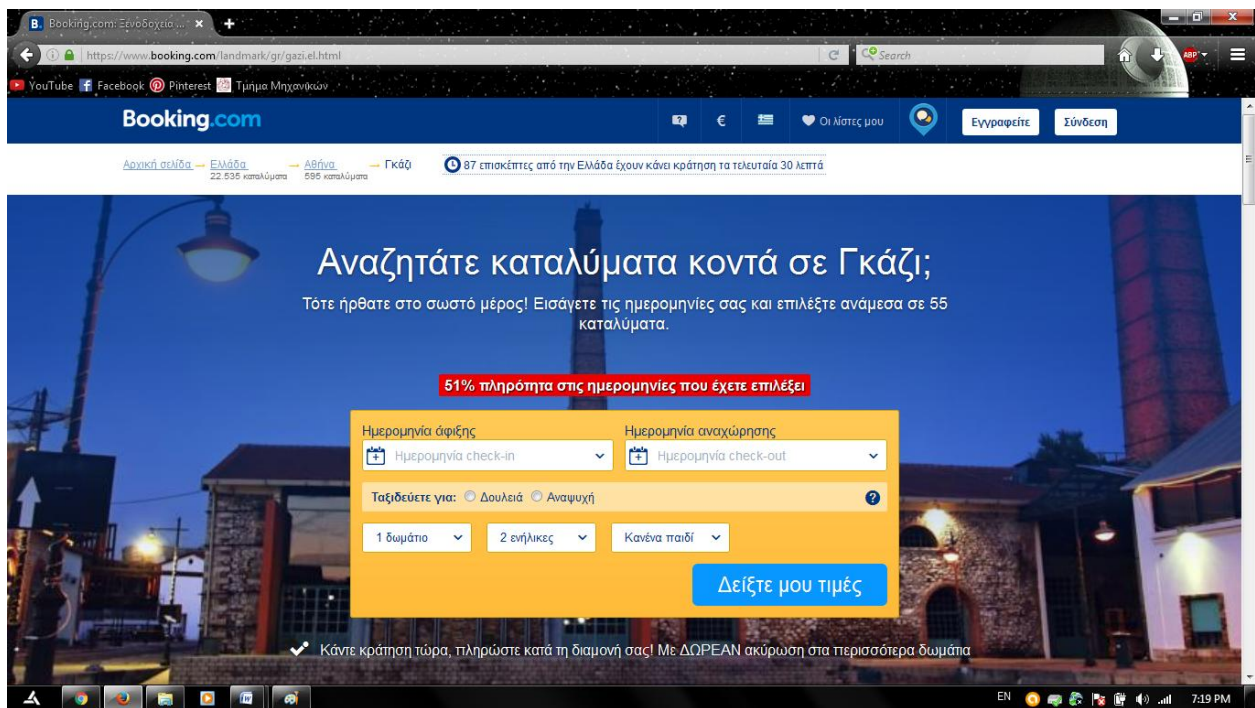 B. Booking.com: Ξενοδοχεία ...
https://www.booking.com/landmark/gr/gazi.el.html
Search
ABP
YouTube Facebook Pinterest Τμήμα Μηχανικών
Booking.com
€ Οι λίστες μου Εγγραφείτε Σύνδεση
Αρχική σελίδα → Ελλάδα → Αθήνα → Γκάζι
22.535 καταλύματα 595 καταλύματα
87 επισκέπτες από την Ελλάδα έχουν κάνει κράτηση τα τελευταία 30 λεπτά
Αναζητάτε καταλύματα κοντά σε Γκάζι;
Τότε ήρθατε στο σωστό μέρος! Εισάγετε τις ημερομηνίες σας και επιλέξτε ανάμεσα σε 55
καταλύματα.
51% πληρότητα στις ημερομηνίες που έχετε επιλέξει
Ημερομηνία άφιξης Ημερομηνία αναχώρησης
Ημερομηνία check-in Ημερομηνία check-out
Ταξιδεύετε για: Δουλειά Αναψυχή
1 δωμάτιο 2 ενήλικες Κανένα παιδί
Δείξτε μου τιμές
Κάντε κράτηση τώρα, πληρώστε κατά τη διαμονή σας! Με ΔΩΡΕΑΝ ακύρωση στα περισσότερα δωμάτια
EN 7:19 PM